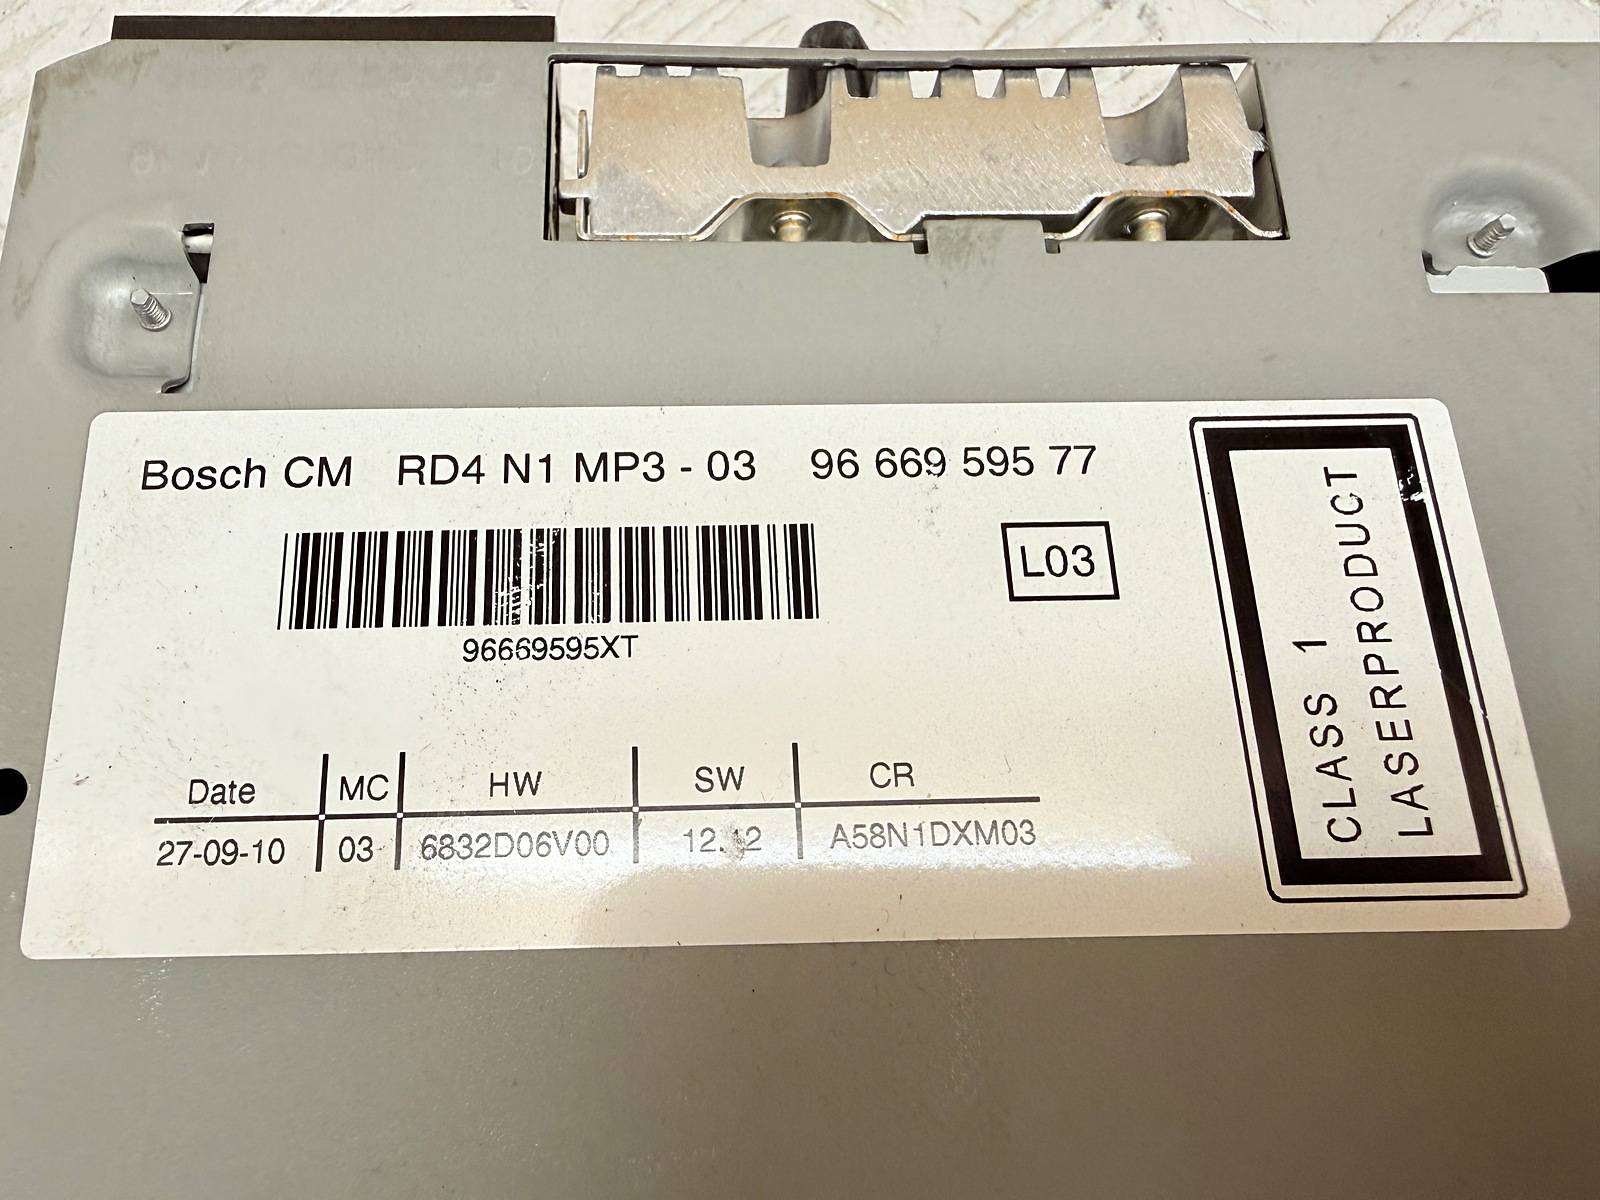 Bosch CM RD4 N1 MP3 - 03 96 669 595 77
L03
96669595XT
Date MC HW SW CR
27-09-10 03 6832D06V00 A58N1DXM03
CLASS 1
LASERPRODUCT